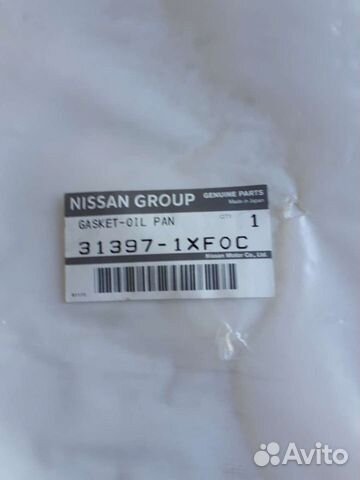 NISSAN GROUP
GENUINE PARTS
Made in Japan
GASKET-OIL PAN
QTY
1
31397-1XF0C
Nissan Motor Co., Ltd.
Avito